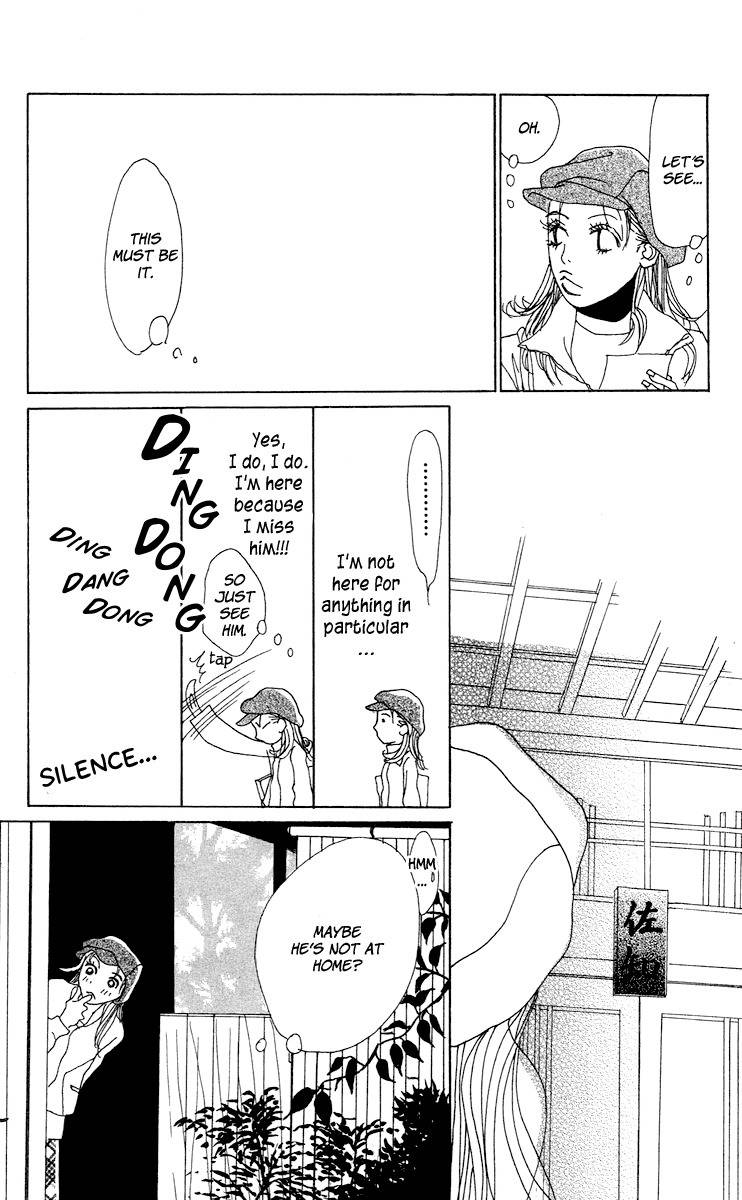 LET'S
SEE...
OH.
THIS
MUST BE
IT.
.........
I'm not
here for
anything in
particular
...
Yes,
I do, I do.
I'm here
because
I miss
him!!!
SO
JUST
SEE
HIM.
tap
DING
DONG
DING
DANG
DONG
SILENCE...
佐
HMM
...
MAYBE
HE'S NOT AT
HOME?